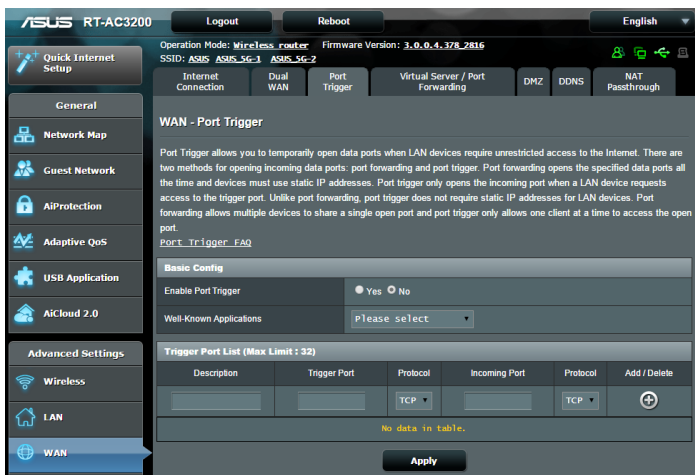 ASUS RT-AC3200 Logout Reboot English
Quick Internet Setup
Operation Mode: Wireless router Firmware Version: 3.0.0.4.378_2816
SSID: ASUS ASUS_5G-1 ASUS_5G-2
Internet Connection
Dual WAN
Port Trigger
Virtual Server / Port Forwarding
DMZ
DDNS
NAT Passthrough
General
Network Map
Guest Network
AiProtection
Adaptive QoS
USB Application
AiCloud 2.0
Advanced Settings
Wireless
LAN
WAN
WAN - Port Trigger
Port Trigger allows you to temporarily open data ports when LAN devices require unrestricted access to the Internet. There are
two methods for opening incoming data ports: port forwarding and port trigger. Port forwarding opens the specified data ports all
the time and devices must use static IP addresses. Port trigger only opens the incoming port when a LAN device requests
access to the trigger port. Unlike port forwarding, port trigger does not require static IP addresses for LAN devices. Port
forwarding allows multiple devices to share a single open port and port trigger only allows one client at a time to access the open
port.
Port Trigger FAQ
Basic Config
Enable Port Trigger Yes No
Well-Known Applications Please select
Trigger Port List (Max Limit : 32)
Description Trigger Port Protocol Incoming Port Protocol Add / Delete
TCP TCP
No data in table.
Apply